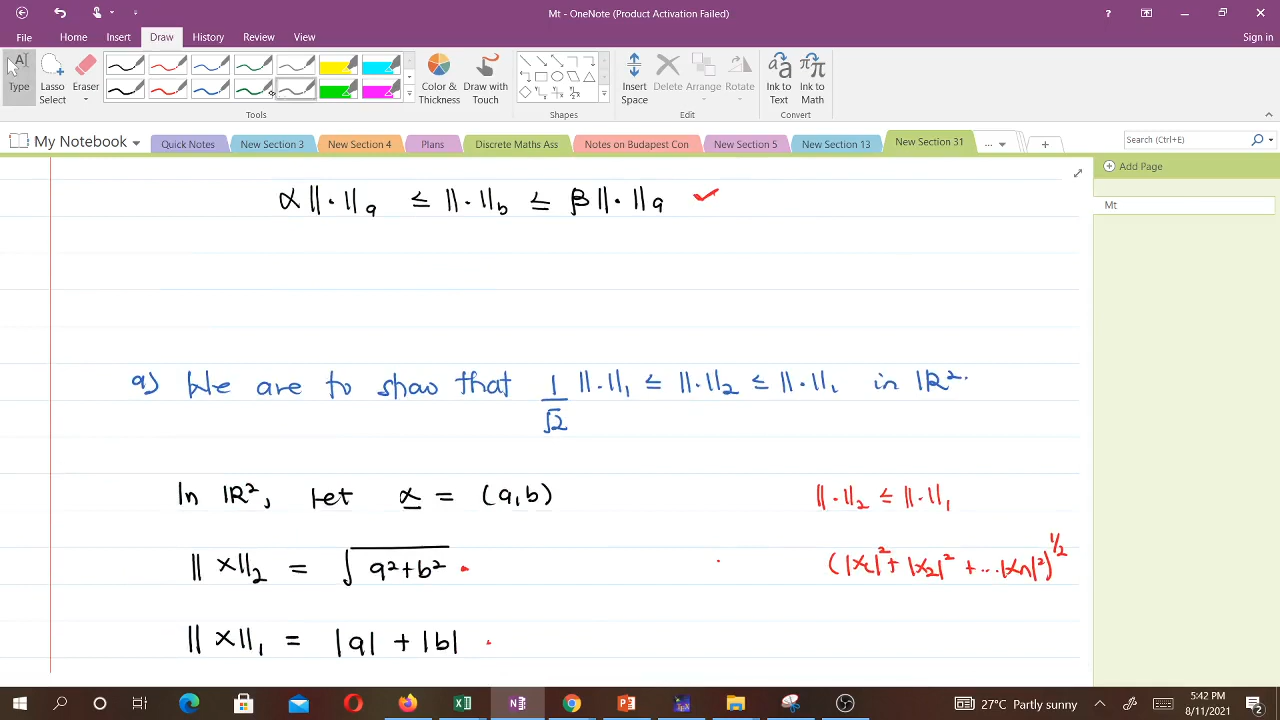 Mt - OneNote (Product Activation Failed)
File Home Insert Draw History Review View
Type
Lasso Select
Eraser
Color & Thickness
Draw with Touch
Insert Space
Delete Arrange Rotate
Ink to Text
Ink to Math
Tools Shapes Edit Convert
Sign in
My Notebook Quick Notes New Section 3 New Section 4 Plans Discrete Maths Ass Notes on Budapest Con New Section 5 New Section 13 New Section 31 ...
Search (Ctrl+E)
Add Page
Mt
α||·||a ≤ ||·||b ≤ β||·||a ✓
a) We are to show that 1/√2 ||·||₁ ≤ ||·||₂ ≤ ||·||₁ in IR².
In IR², Let x = (a,b)
||·||₂ ≤ ||·||₁
||x||₂ = √a²+b²
(|x₁|² + |x₂|² + ...|xn|²)^1/2
||x||₁ = |a| + |b|
27°C Partly sunny
5:42 PM
8/11/2021